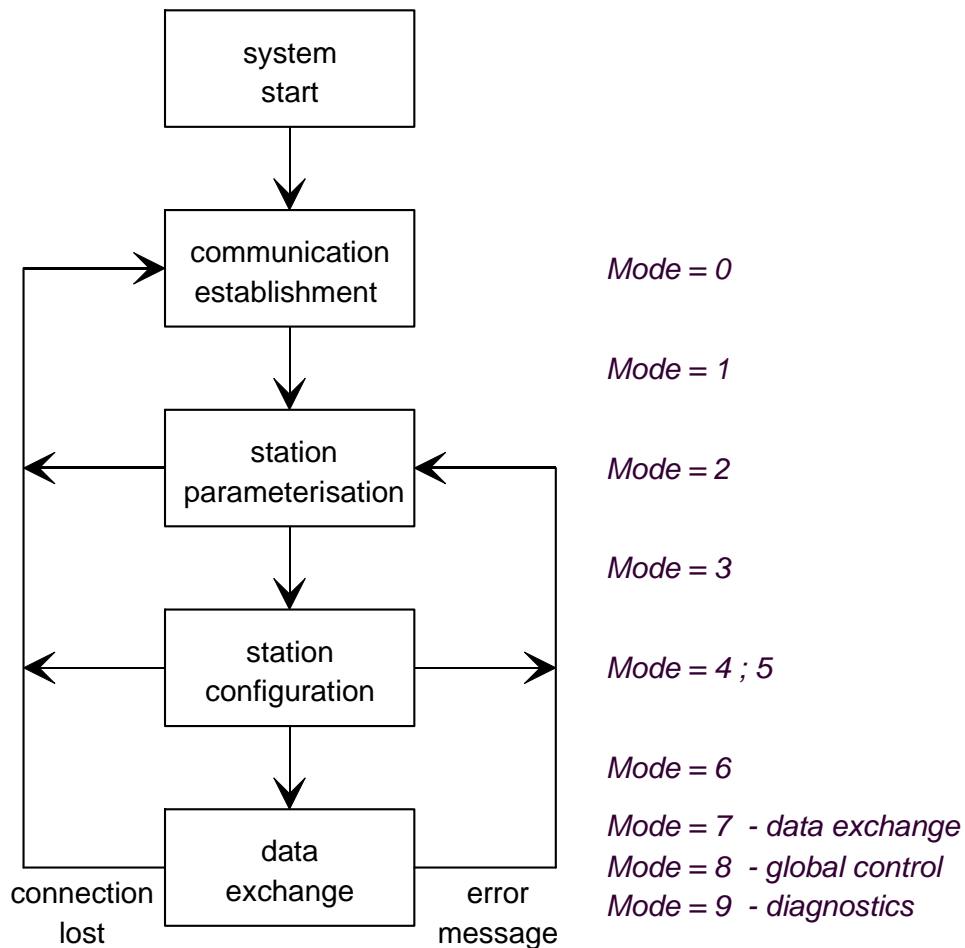 system
start
communication
establishment
Mode = 0
Mode = 1
station
parameterisation
Mode = 2
Mode = 3
station
configuration
Mode = 4 ; 5
Mode = 6
data
exchange
Mode = 7 - data exchange
Mode = 8 - global control
Mode = 9 - diagnostics
connection
lost
error
message